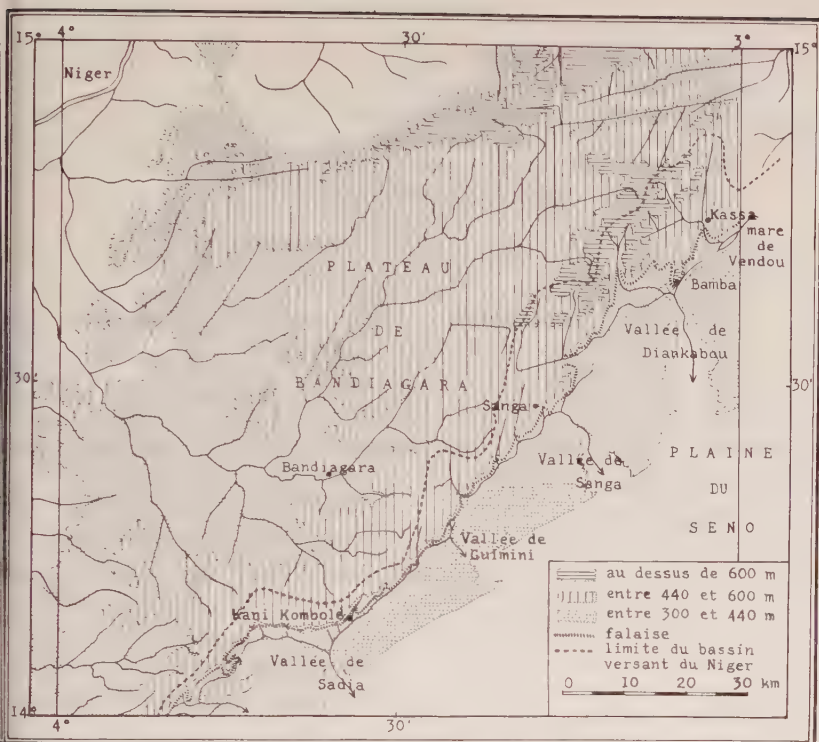 15° 4° 30' 3° 15°
Niger
Kassa
mare
de
Vendou
PLATEAU
Bamba
DE
Vallée de
Diankabou
30' 30'
BANDIAGARA
Sanga
PLAINE
Bandiagara
Vallée de
Sanga
DU
SENO
Vallée de
Guimini
au dessus de 600 m
entre 440 et 600 m
entre 300 et 440 m
Kani Kombole
falaise
limite du bassin
versant du Niger
Vallée de
Sadia
0 10 20 30 km
14°
4° 30' 3°